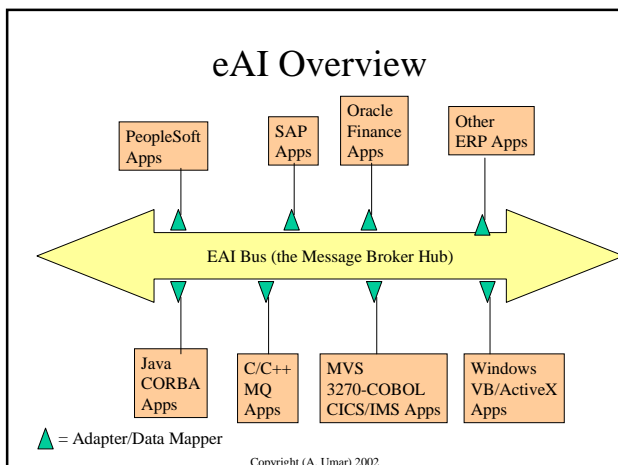 eAI Overview
PeopleSoft
Apps
SAP
Apps
Oracle
Finance
Apps
Other
ERP Apps
EAI Bus (the Message Broker Hub)
Java
CORBA
Apps
C/C++
MQ
Apps
MVS
3270-COBOL
CICS/IMS Apps
Windows
VB/ActiveX
Apps
= Adapter/Data Mapper
Copyright (A. Umar) 2002